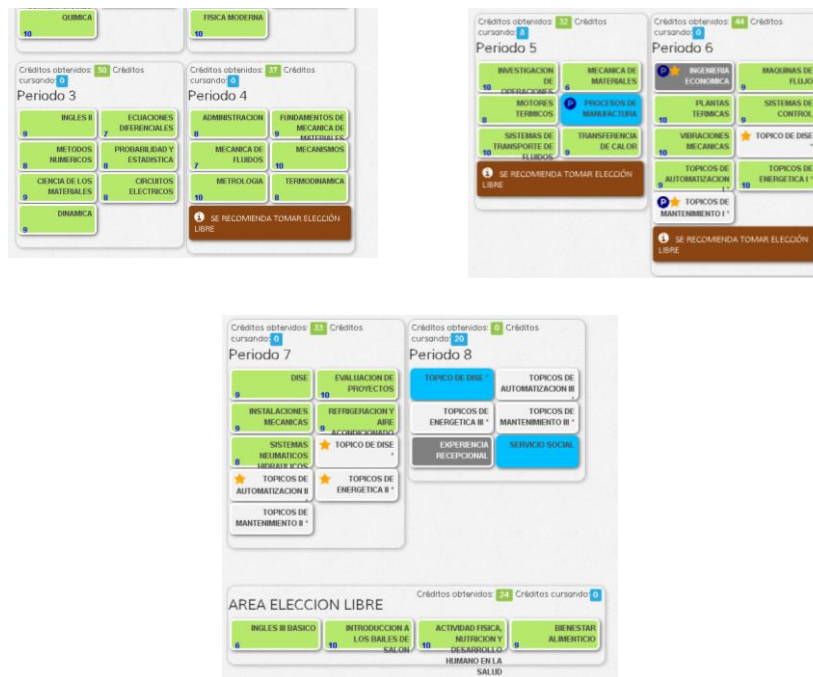 QUIMICA
10
FISICA MODERNA
10
Créditos obtenidos: 50 Créditos
cursando: 0
Periodo 3
INGLES II
9
ECUACIONES
DIFERENCIALES
7
METODOS
NUMERICOS
8
PROBABILIDAD Y
ESTADISTICA
8
CIENCIA DE LOS
MATERIALES
9
CIRCUITOS
ELECTRICOS
8
DINAMICA
9
Créditos obtenidos: 37 Créditos
cursando: 0
Periodo 4
ADMINISTRACION
8
FUNDAMENTOS DE
MECANICA DE
MATERIALES
9
MECANICA DE
FLUIDOS
7
MECANISMOS
10
METROLOGIA
10
TERMODINAMICA
8
SE RECOMIENDA TOMAR ELECCIÓN
LIBRE
Créditos obtenidos: 32 Créditos
cursando: 8
Periodo 5
INVESTIGACION
DE
OPERACIONES
10
MECANICA DE
MATERIALES
6
MOTORES
TERMICOS
8
P PROCESOS DE
MANUFACTURA
SISTEMAS DE
TRANSPORTE DE
FLUIDOS
10
TRANSFERENCIA
DE CALOR
9
SE RECOMIENDA TOMAR ELECCIÓN
LIBRE
Créditos obtenidos: 44 Créditos
cursando: 0
Periodo 6
P INGENIERIA
ECONOMICA
MAQUINAS DE
FLUJO
9
PLANTAS
TERMICAS
10
SISTEMAS DE
CONTROL
9
VIBRACIONES
MECANICAS
10
TOPICO DE DISE
*
TOPICOS DE
AUTOMATIZACION
I *
9
TOPICOS DE
ENERGETICA I *
10
P TOPICOS DE
MANTENIMIENTO I *
SE RECOMIENDA TOMAR ELECCIÓN
LIBRE
Créditos obtenidos: 33 Créditos
cursando: 0
Periodo 7
DISE
9
EVALUACION DE
PROYECTOS
10
INSTALACIONES
MECANICAS
9
REFRIGERACION Y
AIRE
ACONDICIONADO
9
SISTEMAS
NEUMATICOS
HIDRAULICOS
8
TOPICO DE DISE
*
TOPICOS DE
AUTOMATIZACION II
*
TOPICOS DE
ENERGETICA II *
TOPICOS DE
MANTENIMIENTO II *
Créditos obtenidos: 0 Créditos
cursando: 20
Periodo 8
TOPICO DE DISE *
TOPICOS DE
AUTOMATIZACION III
*
TOPICOS DE
ENERGETICA III *
TOPICOS DE
MANTENIMIENTO III *
EXPERIENCIA
RECEPCIONAL
SERVICIO SOCIAL
AREA ELECCION LIBRE
Créditos obtenidos: 24 Créditos cursando: 0
INGLES III BASICO
6
INTRODUCCION A
LOS BAILES DE
SALON
10
ACTIVIDAD FISICA,
NUTRICION Y
DESARROLLO
HUMANO EN LA
SALUD
10
BIENESTAR
ALIMENTICIO
9